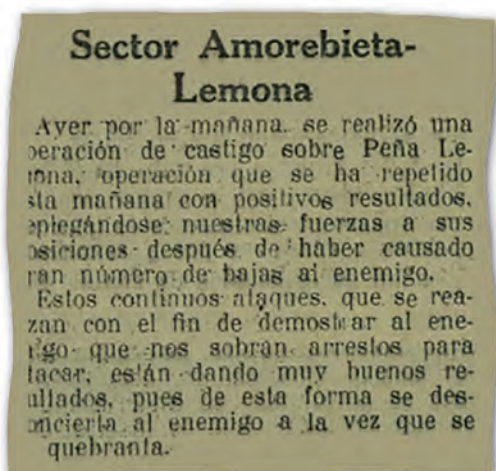 Sector Amorebieta-
Lemona
Ayer por la mañana, se realizó una
peración de castigo sobre Peña Le-
mona, operación que se ha repetido
sta mañana con positivos resultados,
eplegándose nuestras fuerzas a sus
osiciones después de haber causado
ran número de bajas al enemigo.
Estos continuos ataques, que se rea-
zan con el fin de demostrar al ene-
igo que nos sobran arrestos para
tacar, están dando muy buenos re-
ultados, pues de esta forma se des-
oncierta al enemigo a la vez que se
quebranta.